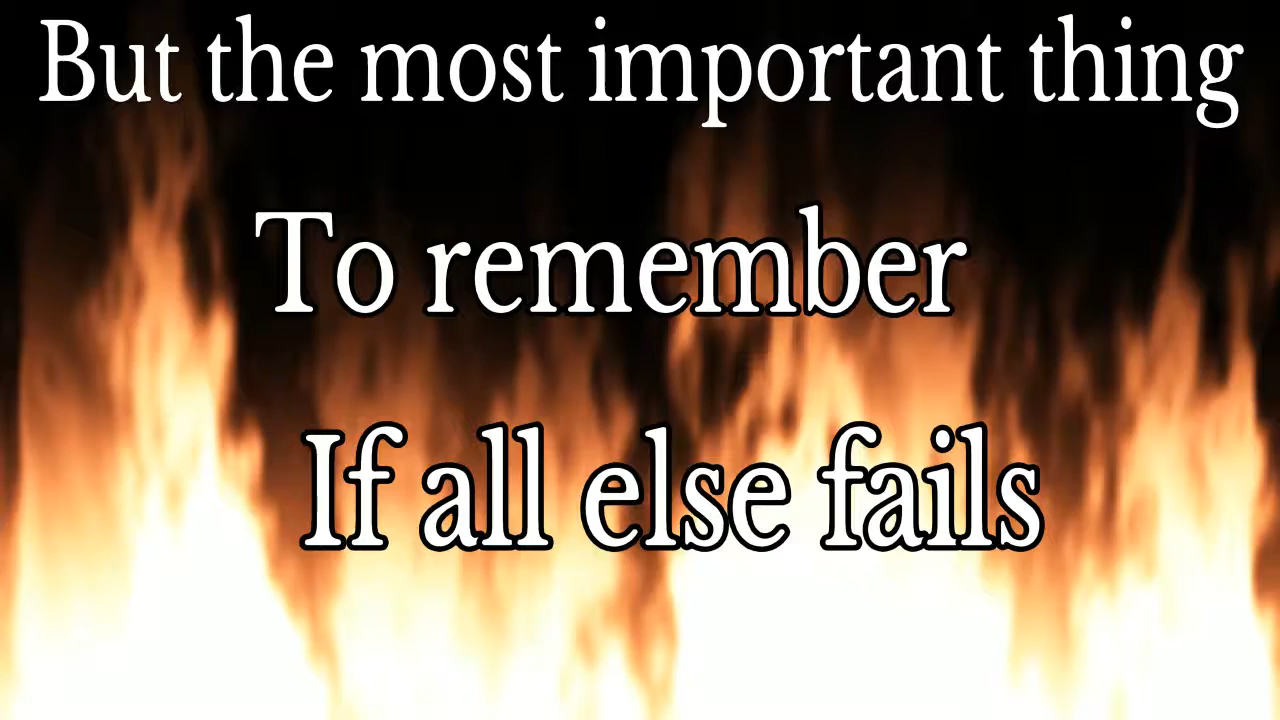 But the most important thing
To remember
If all else fails